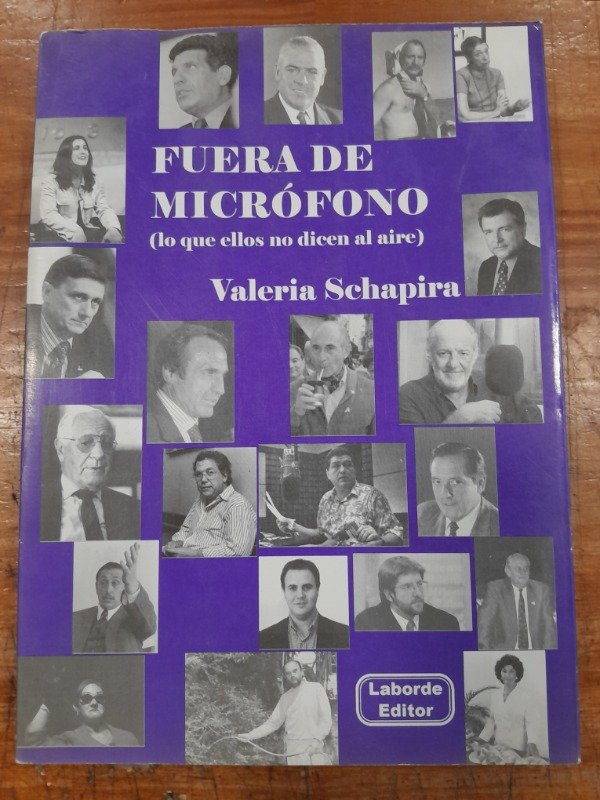 FUERA DE
MICRÓFONO
(lo que ellos no dicen al aire)
Valeria Schapira
Laborde
Editor